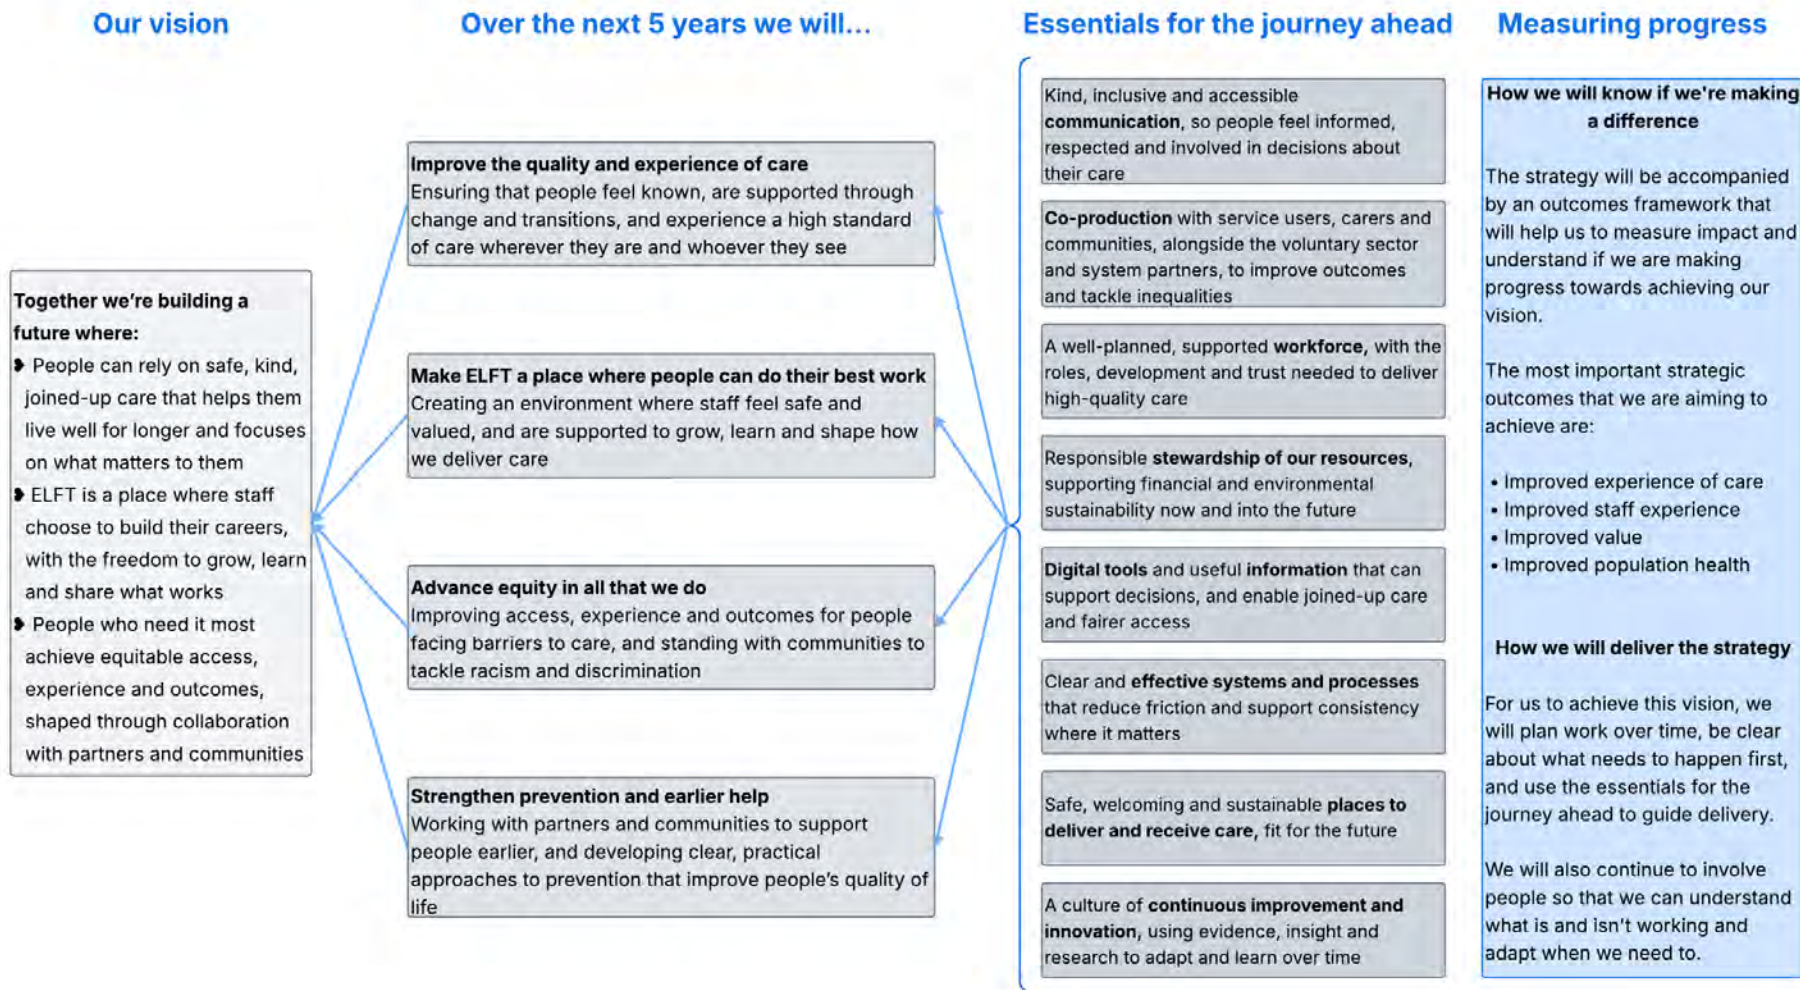 Our vision
Together we're building a
future where:
❥ People can rely on safe, kind,
joined-up care that helps them
live well for longer and focuses
on what matters to them
❥ ELFT is a place where staff
choose to build their careers,
with the freedom to grow, learn
and share what works
❥ People who need it most
achieve equitable access,
experience and outcomes,
shaped through collaboration
with partners and communities
Over the next 5 years we will...
Improve the quality and experience of care
Ensuring that people feel known, are supported through
change and transitions, and experience a high standard
of care wherever they are and whoever they see
Make ELFT a place where people can do their best work
Creating an environment where staff feel safe and
valued, and are supported to grow, learn and shape how
we deliver care
Advance equity in all that we do
Improving access, experience and outcomes for people
facing barriers to care, and standing with communities to
tackle racism and discrimination
Strengthen prevention and earlier help
Working with partners and communities to support
people earlier, and developing clear, practical
approaches to prevention that improve people's quality of
life
Essentials for the journey ahead
Kind, inclusive and accessible
communication, so people feel informed,
respected and involved in decisions about
their care
Co-production with service users, carers and
communities, alongside the voluntary sector
and system partners, to improve outcomes
and tackle inequalities
A well-planned, supported workforce, with the
roles, development and trust needed to deliver
high-quality care
Responsible stewardship of our resources,
supporting financial and environmental
sustainability now and into the future
Digital tools and useful information that can
support decisions, and enable joined-up care
and fairer access
Clear and effective systems and processes
that reduce friction and support consistency
where it matters
Safe, welcoming and sustainable places to
deliver and receive care, fit for the future
A culture of continuous improvement and
innovation, using evidence, insight and
research to adapt and learn over time
Measuring progress
How we will know if we're making
a difference
The strategy will be accompanied
by an outcomes framework that
will help us to measure impact and
understand if we are making
progress towards achieving our
vision.
The most important strategic
outcomes that we are aiming to
achieve are:
• Improved experience of care
• Improved staff experience
• Improved value
• Improved population health
How we will deliver the strategy
For us to achieve this vision, we
will plan work over time, be clear
about what needs to happen first,
and use the essentials for the
journey ahead to guide delivery.
We will also continue to involve
people so that we can understand
what is and isn't working and
adapt when we need to.